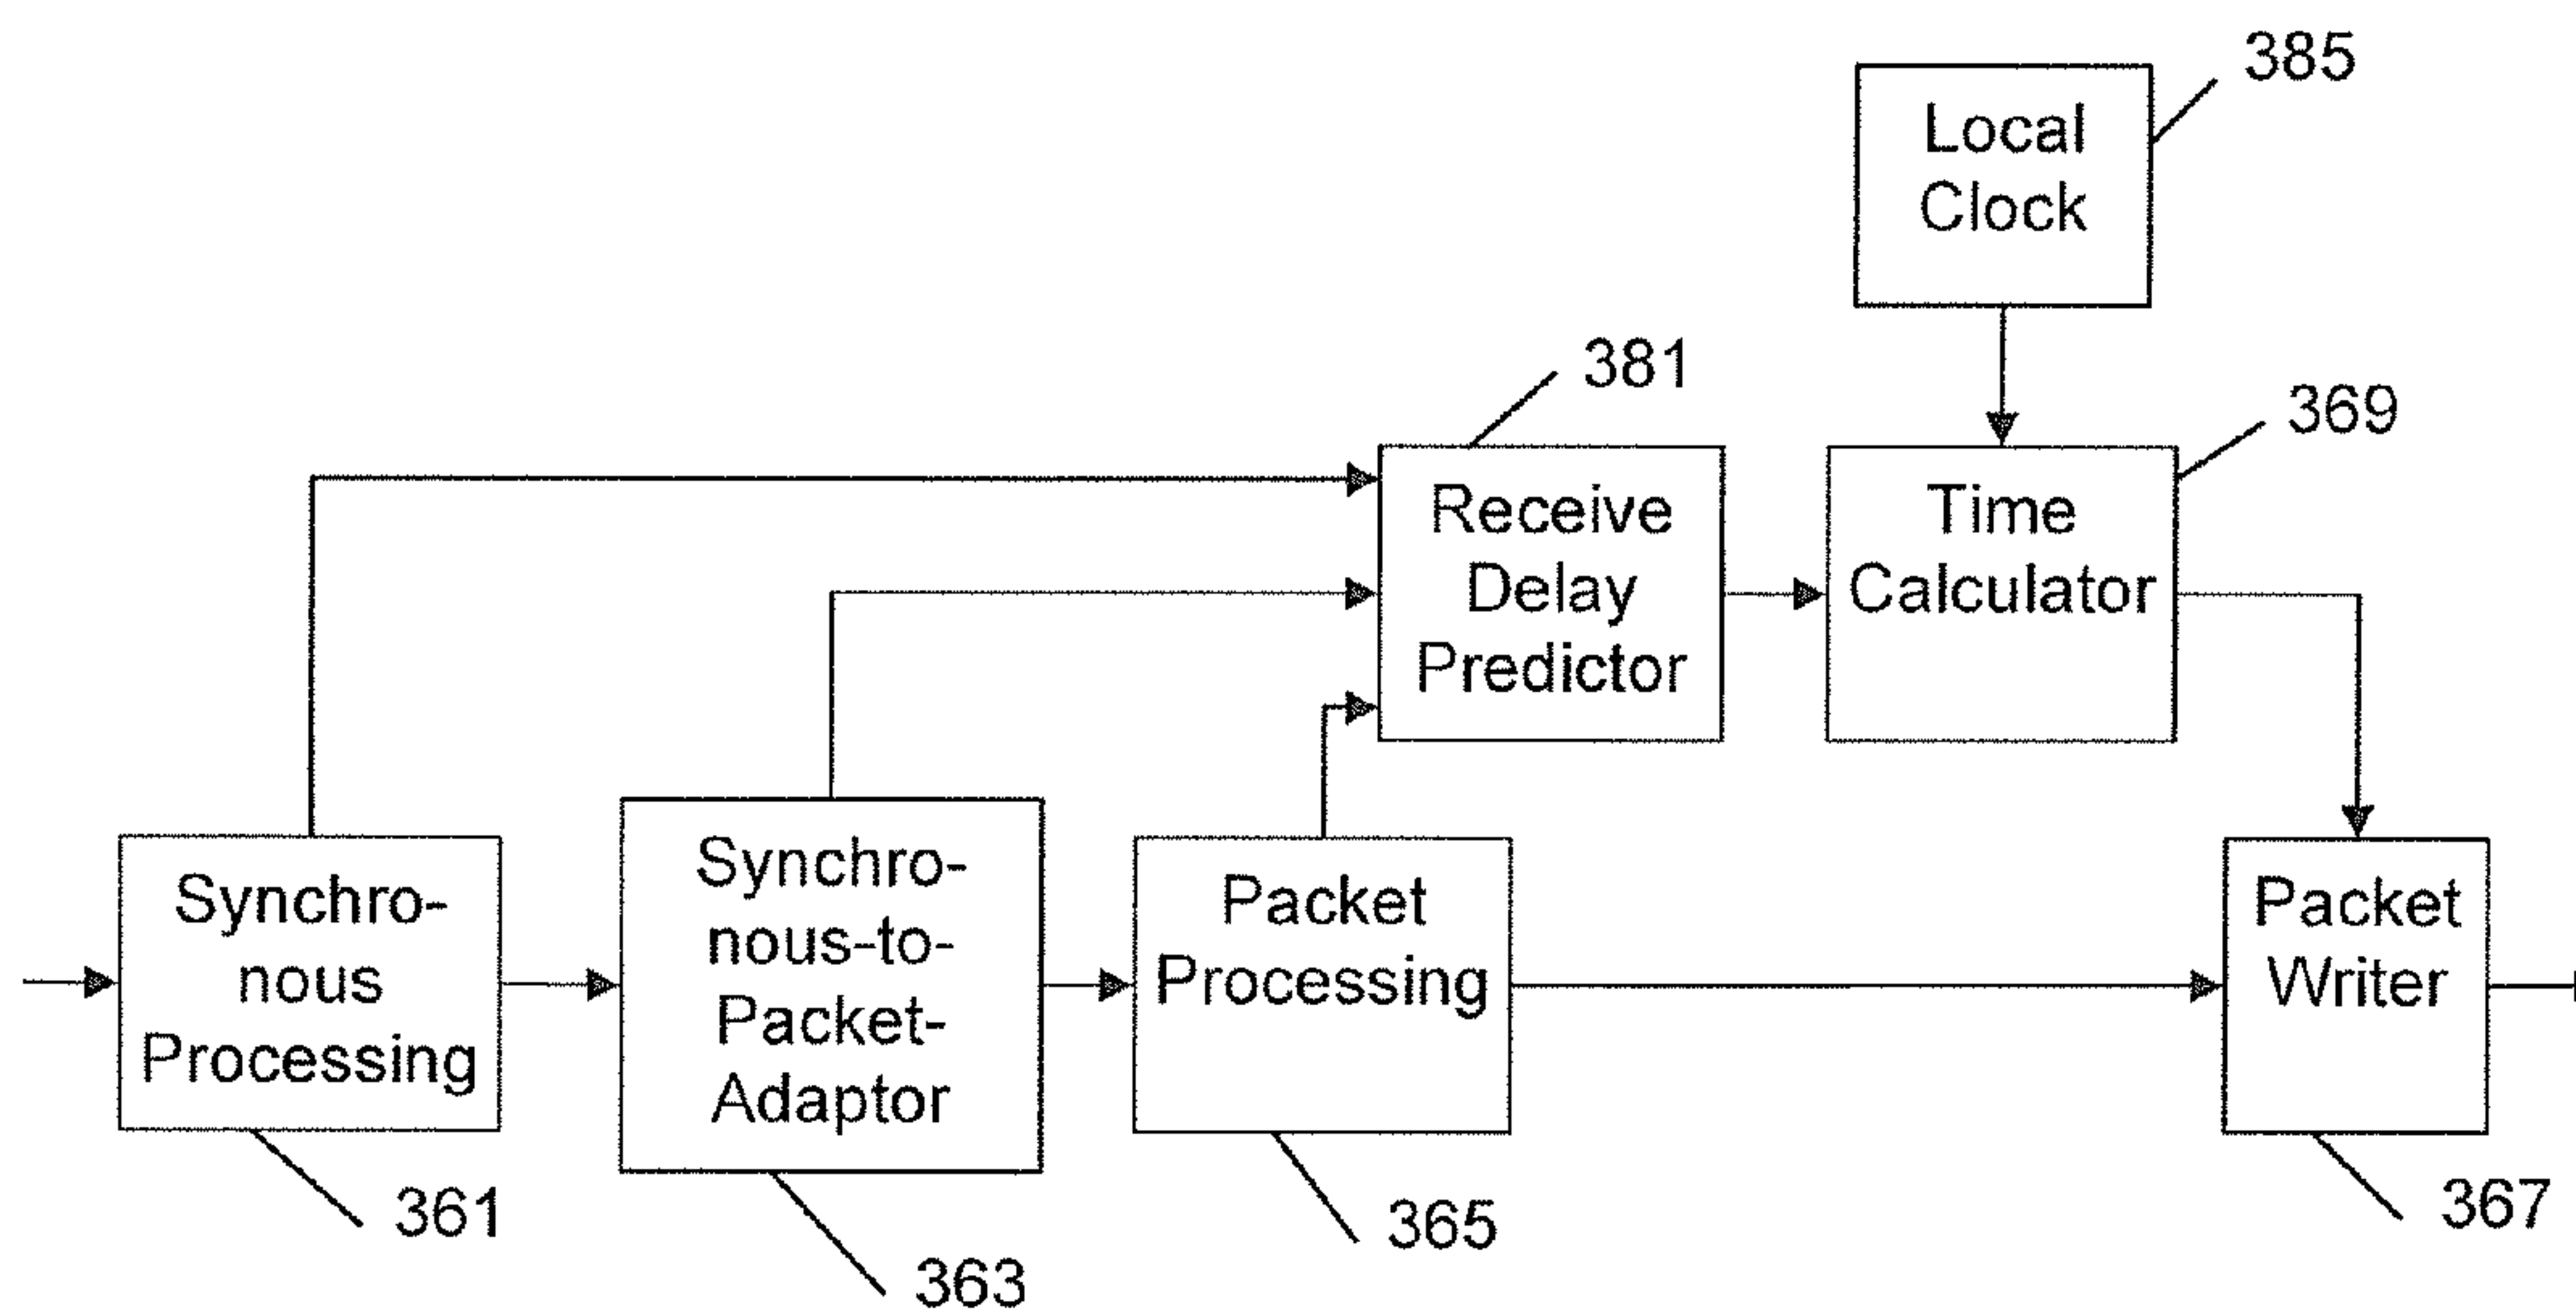 385
Local
Clock
381
369
Receive
Delay
Predictor
Time
Calculator
Synchro-
nous
Processing
Synchro-
nous-to-
Packet-
Adaptor
Packet
Processing
Packet
Writer
361
363
365
367